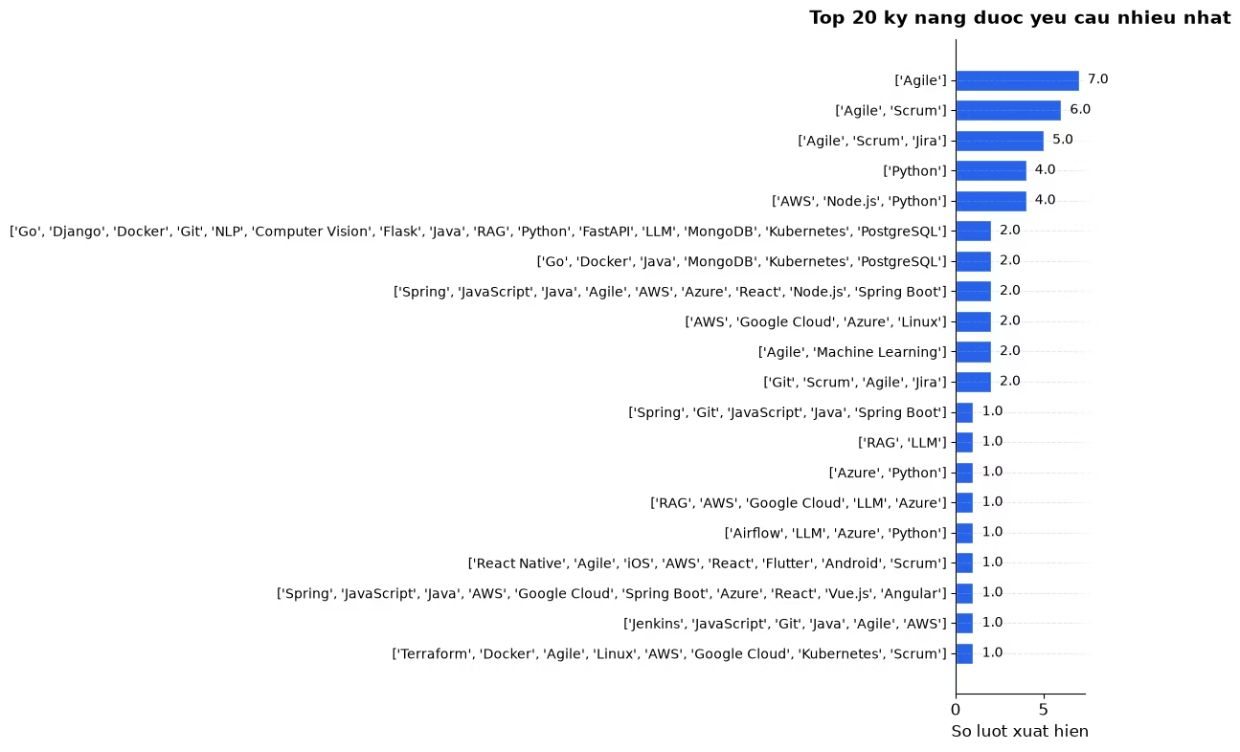 Top 20 ky nang duoc yeu cau nhieu nhat
['Agile'] 7.0
['Agile', 'Scrum'] 6.0
['Agile', 'Scrum', 'Jira'] 5.0
['Python'] 4.0
['AWS', 'Node.js', 'Python'] 4.0
['Go', 'Django', 'Docker', 'Git', 'NLP', 'Computer Vision', 'Flask', 'Java', 'RAG', 'Python', 'FastAPI', 'LLM', 'MongoDB', 'Kubernetes', 'PostgreSQL'] 2.0
['Go', 'Docker', 'Java', 'MongoDB', 'Kubernetes', 'PostgreSQL'] 2.0
['Spring', 'JavaScript', 'Java', 'Agile', 'AWS', 'Azure', 'React', 'Node.js', 'Spring Boot'] 2.0
['AWS', 'Google Cloud', 'Azure', 'Linux'] 2.0
['Agile', 'Machine Learning'] 2.0
['Git', 'Scrum', 'Agile', 'Jira'] 2.0
['Spring', 'Git', 'JavaScript', 'Java', 'Spring Boot'] 1.0
['RAG', 'LLM'] 1.0
['Azure', 'Python'] 1.0
['RAG', 'AWS', 'Google Cloud', 'LLM', 'Azure'] 1.0
['Airflow', 'LLM', 'Azure', 'Python'] 1.0
['React Native', 'Agile', 'iOS', 'AWS', 'React', 'Flutter', 'Android', 'Scrum'] 1.0
['Spring', 'JavaScript', 'Java', 'AWS', 'Google Cloud', 'Spring Boot', 'Azure', 'React', 'Vue.js', 'Angular'] 1.0
['Jenkins', 'JavaScript', 'Git', 'Java', 'Agile', 'AWS'] 1.0
['Terraform', 'Docker', 'Agile', 'Linux', 'AWS', 'Google Cloud', 'Kubernetes', 'Scrum'] 1.0
0 5
So luot xuat hien